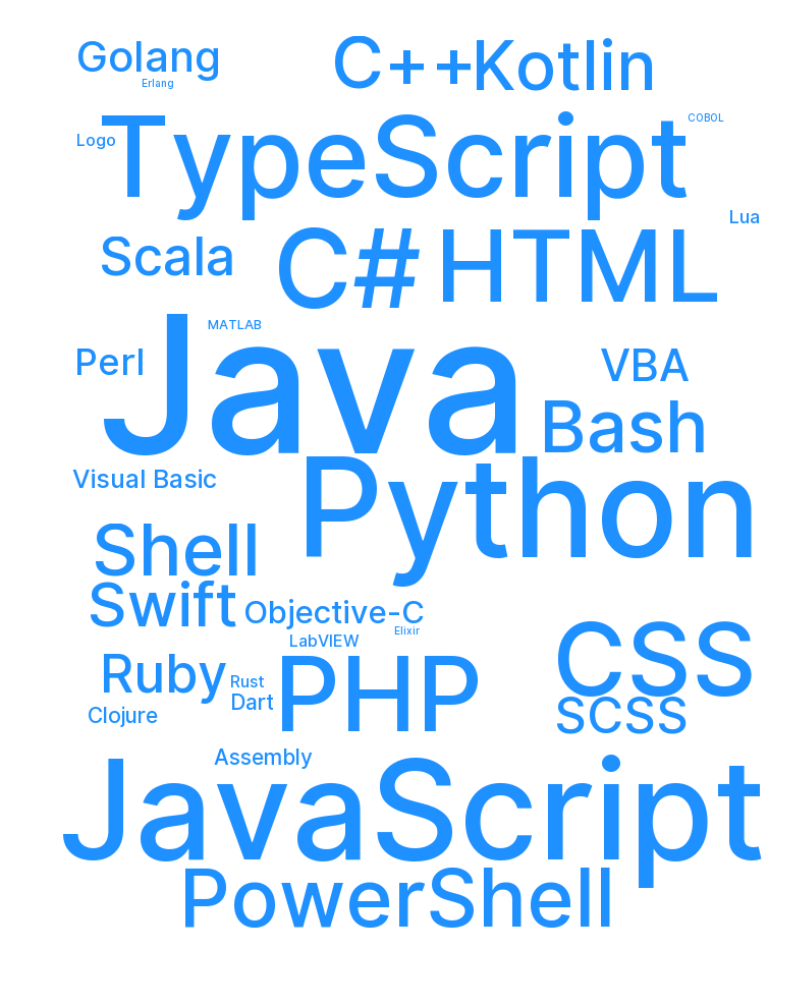 Golang
C++
Kotlin
Erlang
TypeScript
COBOL
Logo
Lua
Scala
C#
HTML
Java
MATLAB
Perl
VBA
Bash
Visual Basic
Python
Shell
Swift
Objective-C
Elixir
LabVIEW
CSS
Ruby
Rust
PHP
Dart
Clojure
SCSS
Assembly
JavaScript
PowerShell